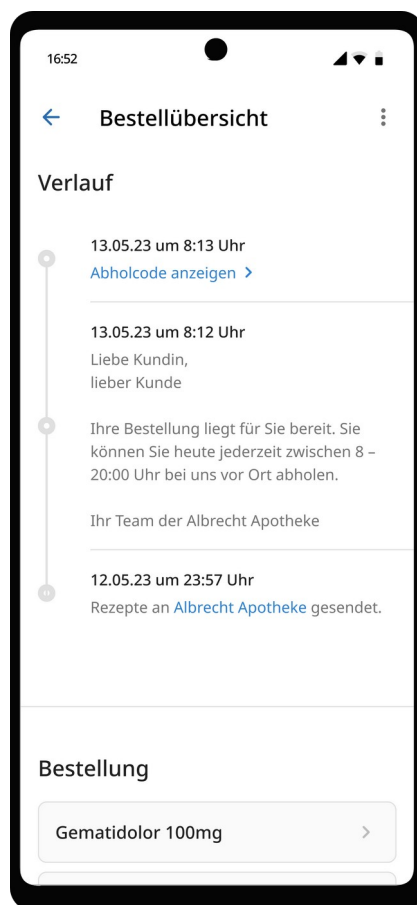 16:52
Bestellübersicht
Verlauf
13.05.23 um 8:13 Uhr
Abholcode anzeigen
13.05.23 um 8:12 Uhr
Liebe Kundin,
lieber Kunde
Ihre Bestellung liegt für Sie bereit. Sie
können Sie heute jederzeit zwischen 8 –
20:00 Uhr bei uns vor Ort abholen.
Ihr Team der Albrecht Apotheke
12.05.23 um 23:57 Uhr
Rezepte an Albrecht Apotheke gesendet.
Bestellung
Gematidolor 100mg